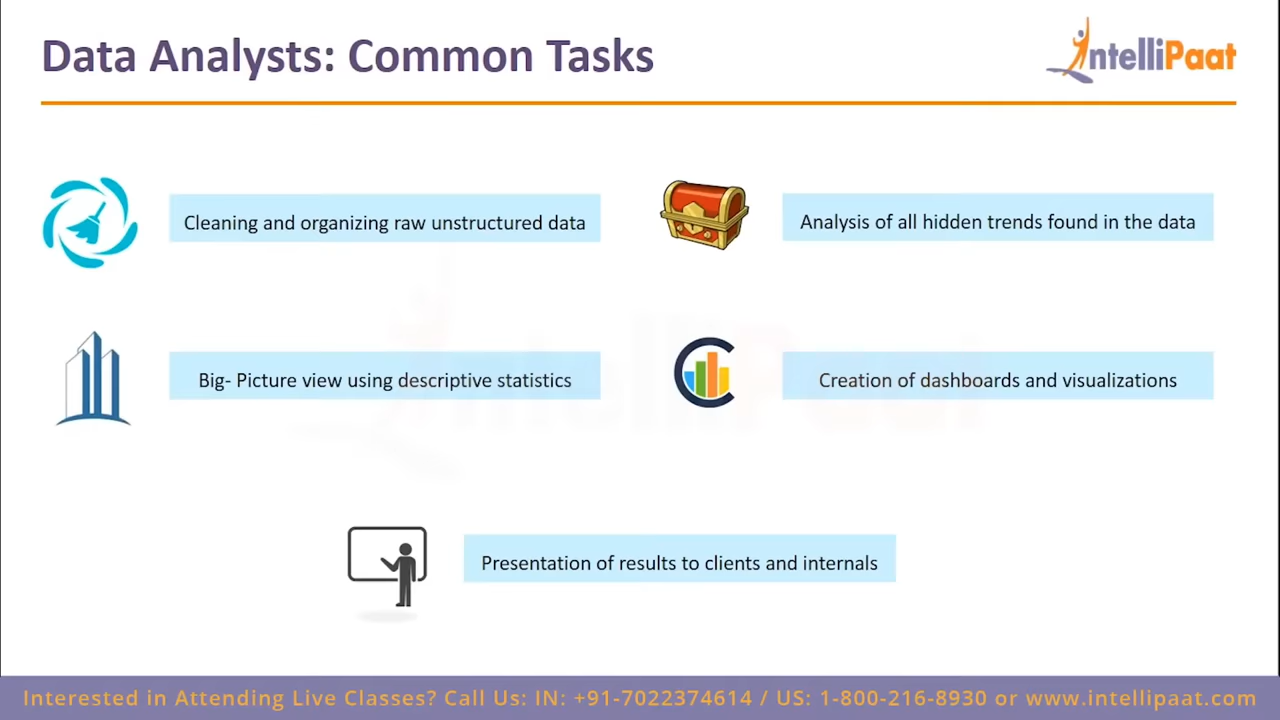 Data Analysts: Common Tasks
IntelliPaat
Cleaning and organizing raw unstructured data
Analysis of all hidden trends found in the data
Big- Picture view using descriptive statistics
Creation of dashboards and visualizations
Presentation of results to clients and internals
Interested in Attending Live Classes? Call Us: IN: +91-7022374614 / US: 1-800-216-8930 or www.intellipaat.com